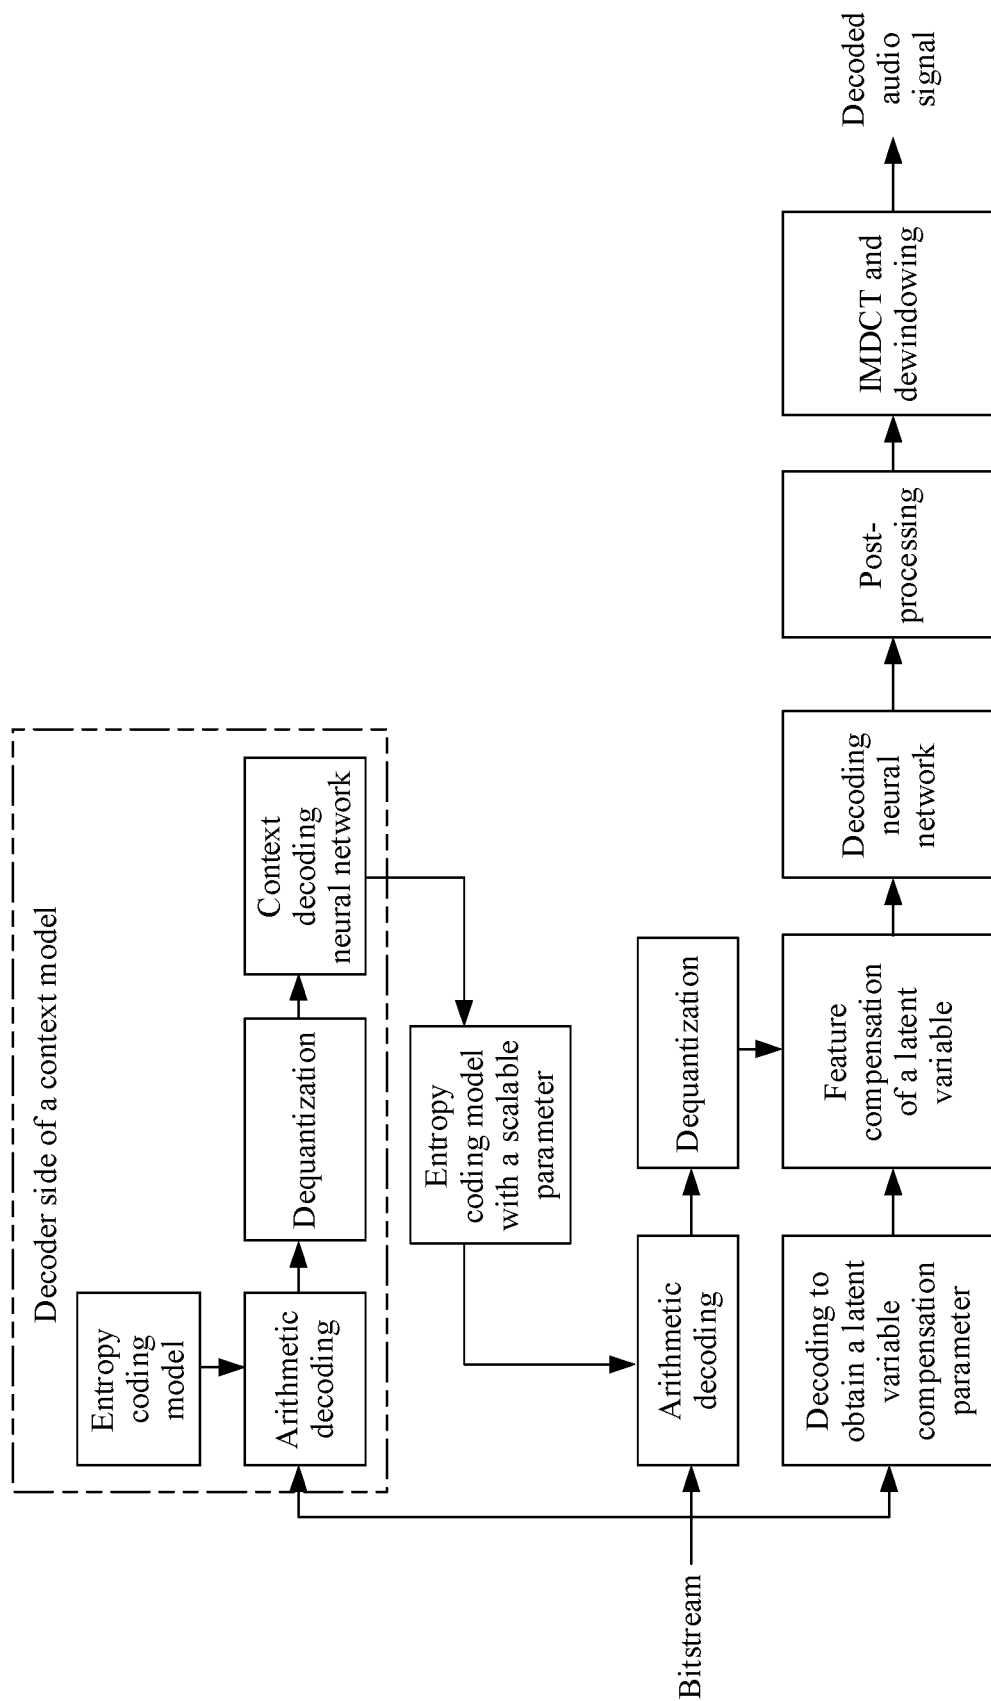 Decoder side of a context model
Entropy
coding
model
Arithmetic
decoding
Dequantization
Context
decoding
neural network
Entropy
coding model
with a scalable
parameter
Bitstream
Arithmetic
decoding
Dequantization
Decoding to
obtain a latent
variable
compensation
parameter
Feature
compensation
of a latent
variable
Decoding
neural
network
Post-
processing
IMDCT and
dewindowing
Decoded
audio
signal